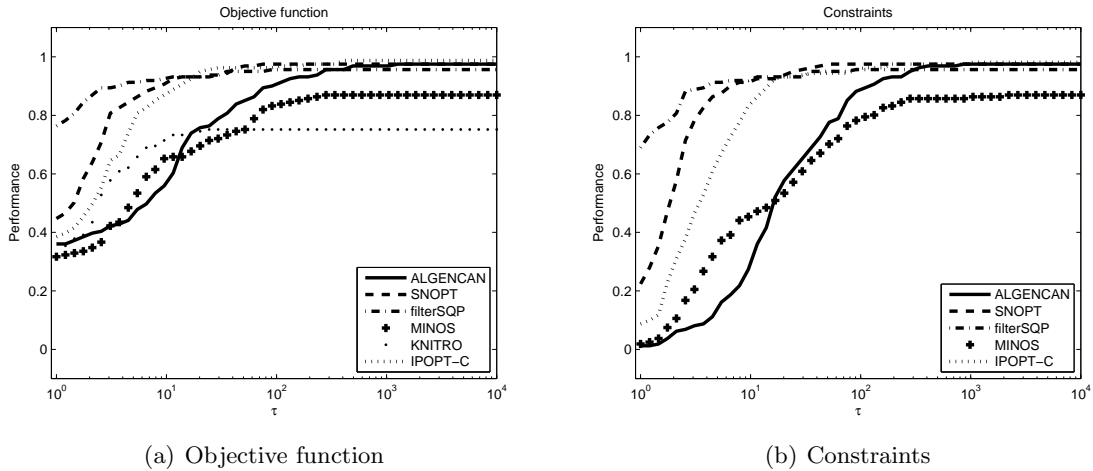 Objective function
1
0.8
0.6
0.4
0.2
0
Performance
10^0
10^1
10^2
10^3
10^4
τ
ALGENCAN
SNOPT
filterSQP
MINOS
KNITRO
IPOPT−C
(a) Objective function
Constraints
1
0.8
0.6
0.4
0.2
0
Performance
10^0
10^1
10^2
10^3
10^4
τ
ALGENCAN
SNOPT
filterSQP
MINOS
IPOPT−C
(b) Constraints